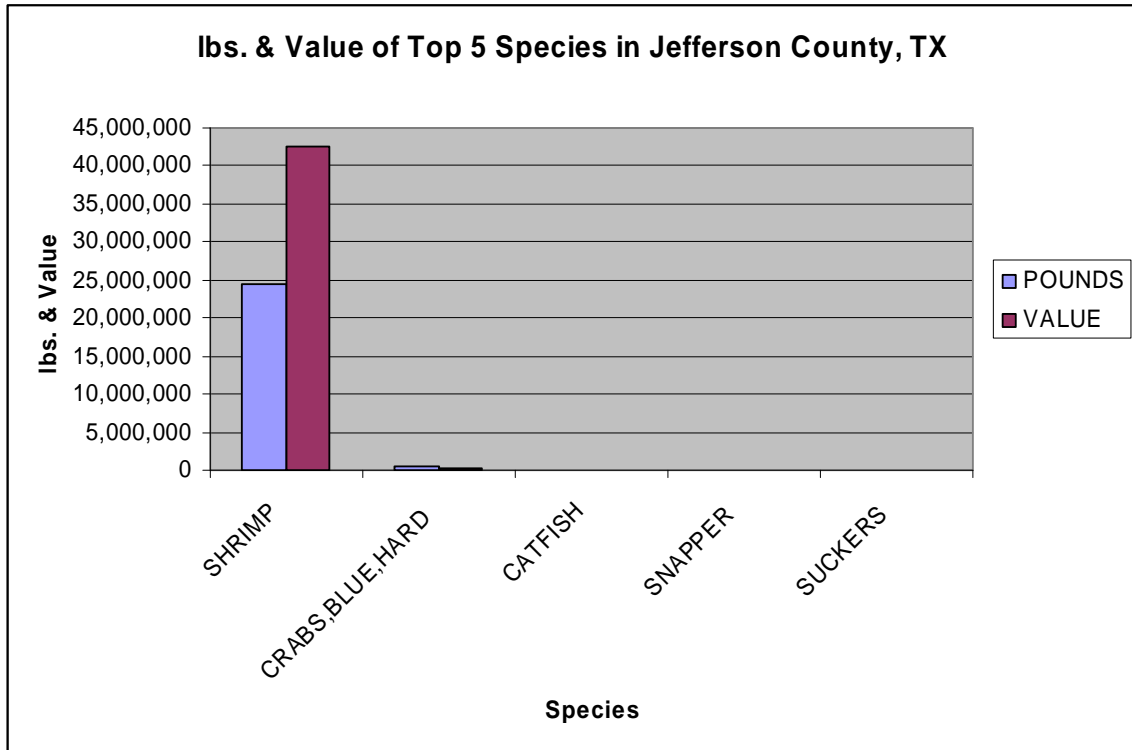 lbs. & Value of Top 5 Species in Jefferson County, TX
45,000,000
40,000,000
35,000,000
30,000,000
25,000,000
20,000,000
15,000,000
10,000,000
5,000,000
0
lbs. & Value
SHRIMP
CRABS,BLUE,HARD
CATFISH
SNAPPER
SUCKERS
Species
POUNDS
VALUE